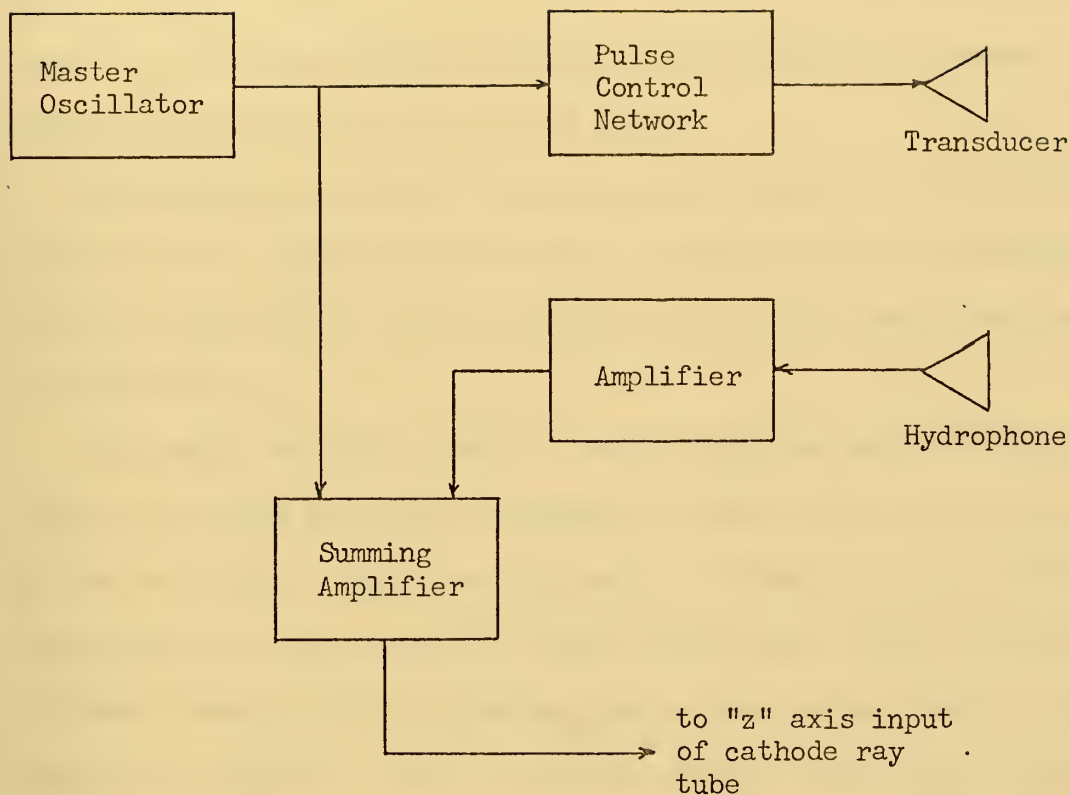 Master
Oscillator
Pulse
Control
Network
Transducer
Amplifier
Hydrophone
Summing
Amplifier
to "z" axis input
of cathode ray
tube